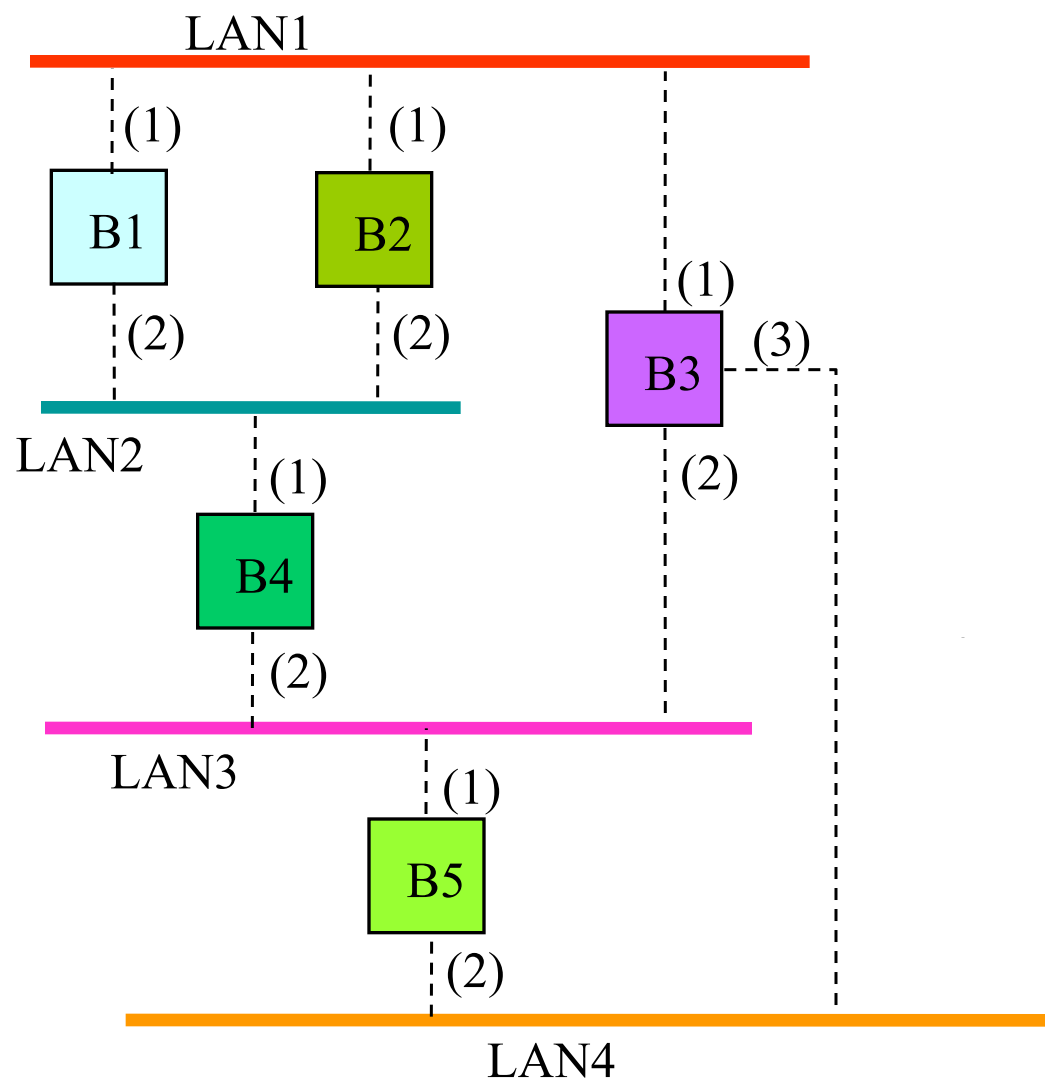 LAN1
(1)
(1)
B1
B2
(1)
(2)
(2)
(3)
B3
LAN2
(1)
(2)
B4
(2)
LAN3
(1)
B5
(2)
LAN4